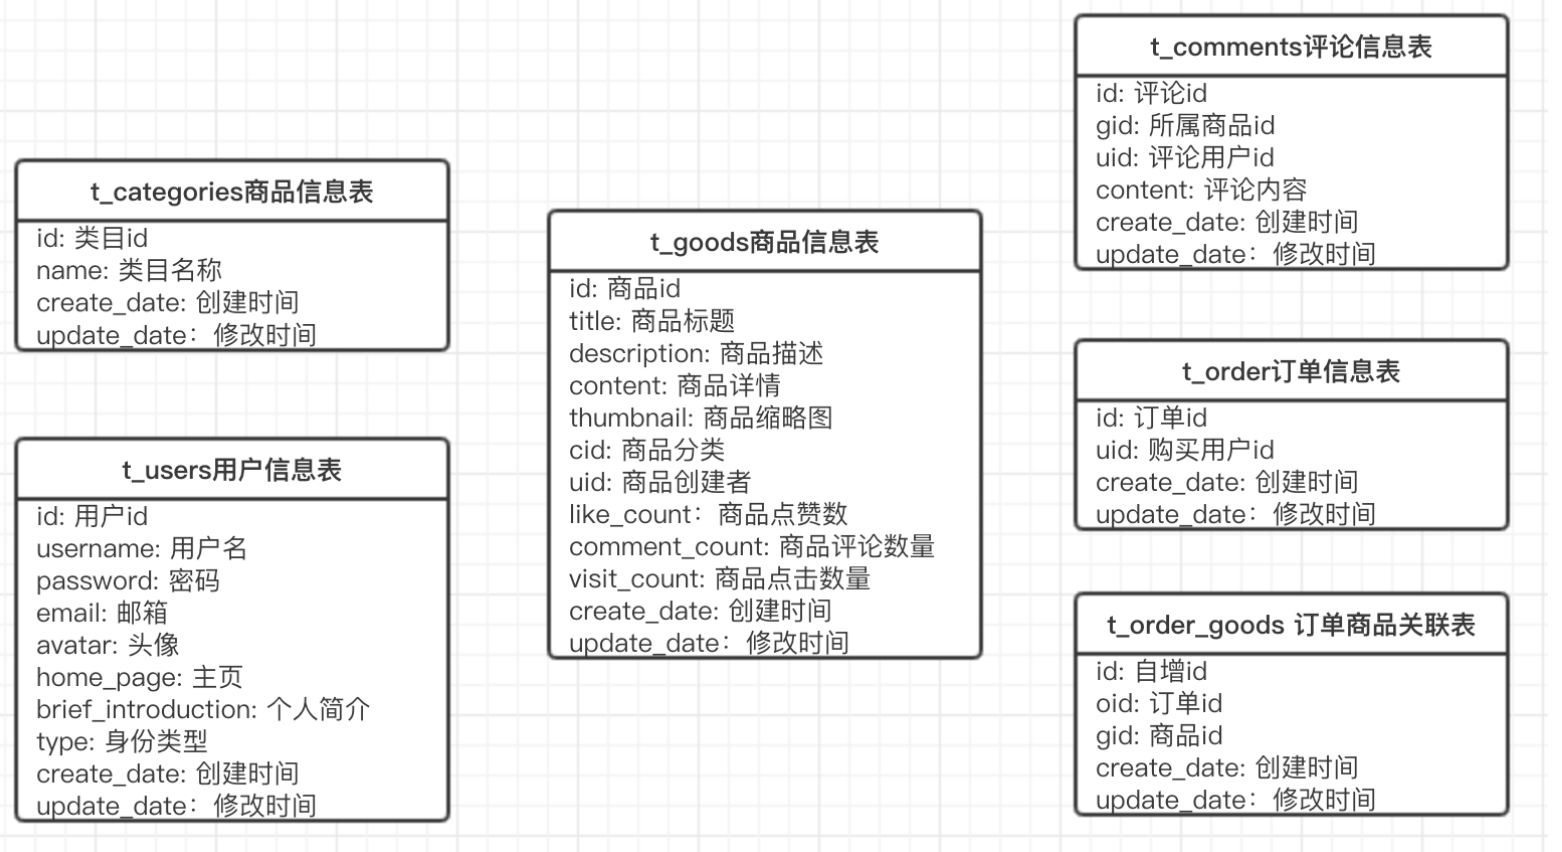 t_categories商品信息表
id: 类目id
name: 类目名称
create_date: 创建时间
update_date：修改时间
t_users用户信息表
id: 用户id
username: 用户名
password: 密码
email: 邮箱
avatar: 头像
home_page: 主页
brief_introduction: 个人简介
type: 身份类型
create_date: 创建时间
update_date：修改时间
t_goods商品信息表
id: 商品id
title: 商品标题
description: 商品描述
content: 商品详情
thumbnail: 商品缩略图
cid: 商品分类
uid: 商品创建者
like_count：商品点赞数
comment_count: 商品评论数量
visit_count: 商品点击数量
create_date: 创建时间
update_date：修改时间
t_comments评论信息表
id: 评论id
gid: 所属商品id
uid: 评论用户id
content: 评论内容
create_date: 创建时间
update_date：修改时间
t_order订单信息表
id: 订单id
uid: 购买用户id
create_date: 创建时间
update_date：修改时间
t_order_goods 订单商品关联表
id: 自增id
oid: 订单id
gid: 商品id
create_date: 创建时间
update_date：修改时间